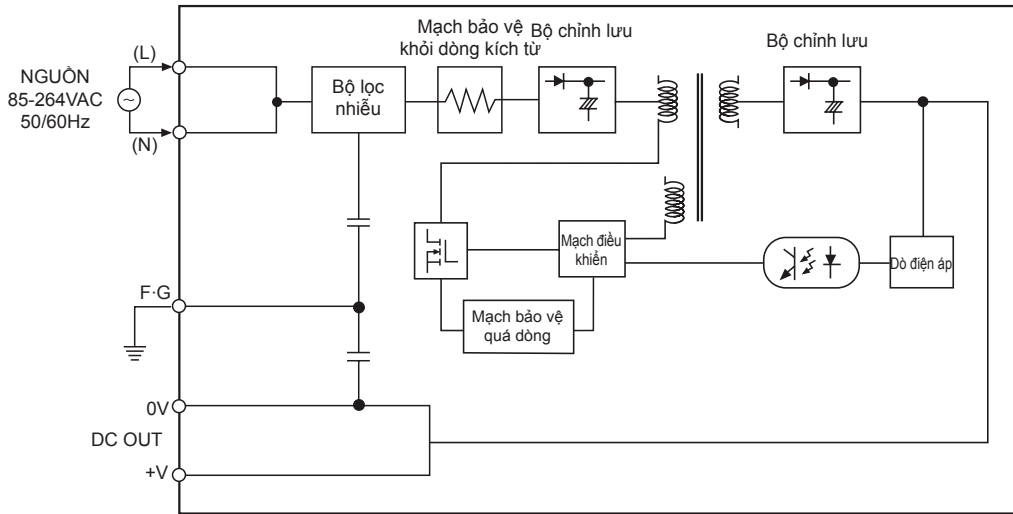 (L)
NGUỒN
85-264VAC
50/60Hz
(N)
Bộ lọc
nhiễu
Mạch bảo vệ
khỏi dòng kích từ
Bộ chỉnh lưu
Bộ chỉnh lưu
Mạch điều
khiển
Dò điện áp
Mạch bảo vệ
quá dòng
F·G
0V
DC OUT
+V